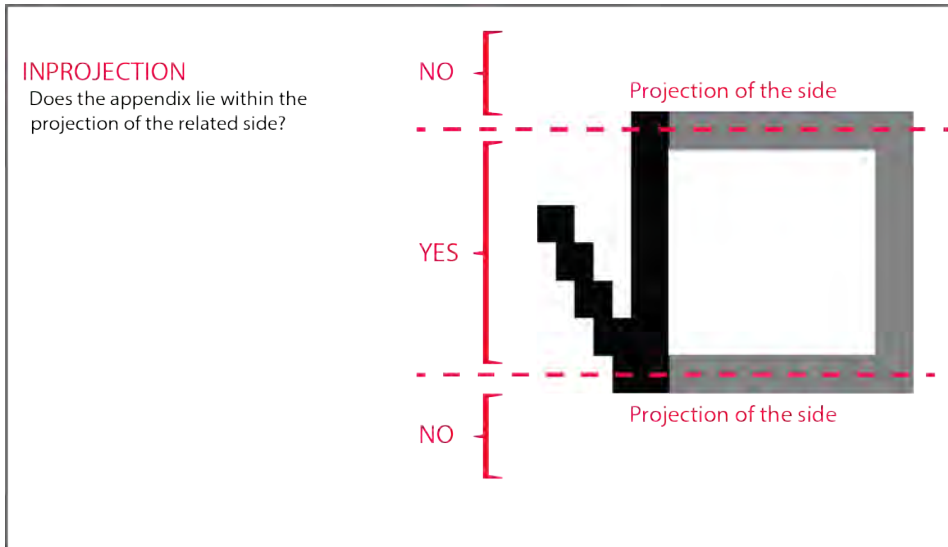 INPROJECTION
Does the appendix lie within the
projection of the related side?
NO
Projection of the side
YES
NO
Projection of the side